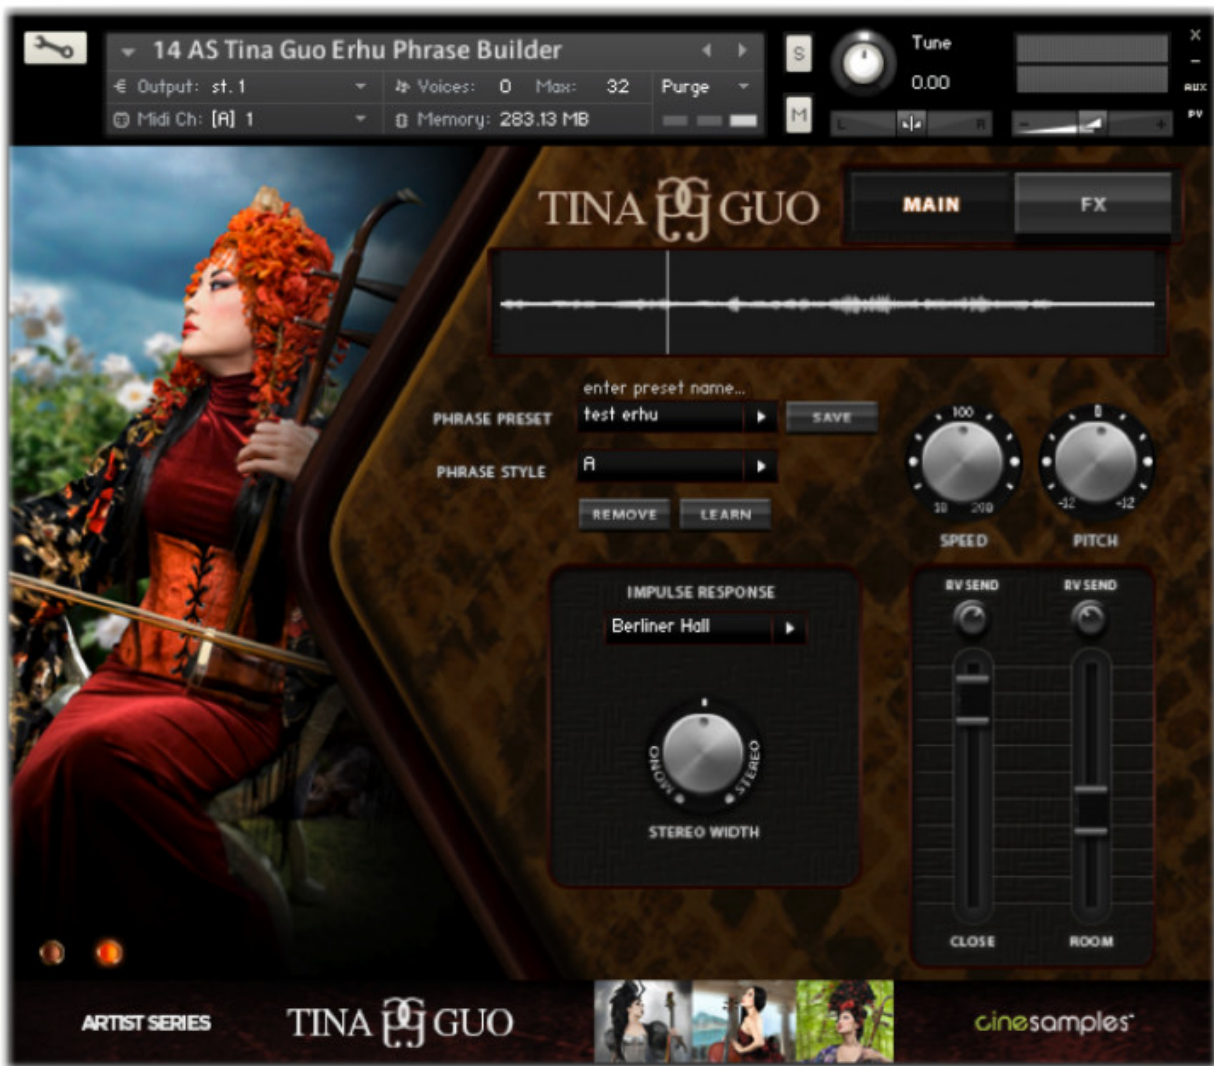 14 AS Tina Guo Erhu Phrase Builder
Output: st. 1
Voices: 0 Max: 32
Purge
Midi Ch: [A] 1
Memory: 283.13 MB
S
M
Tune
0.00
L R
- +
X
-
AUX
PV
TINA GUO
MAIN
FX
enter preset name...
PHRASE PRESET
test erhu
SAVE
PHRASE STYLE
A
REMOVE
LEARN
100
200
SPEED
0
-12 -12
PITCH
IMPULSE RESPONSE
Berliner Hall
MONO
STEREO
STEREO WIDTH
RV SEND
RV SEND
CLOSE
ROOM
ARTIST SERIES
TINA GUO
cinesamples